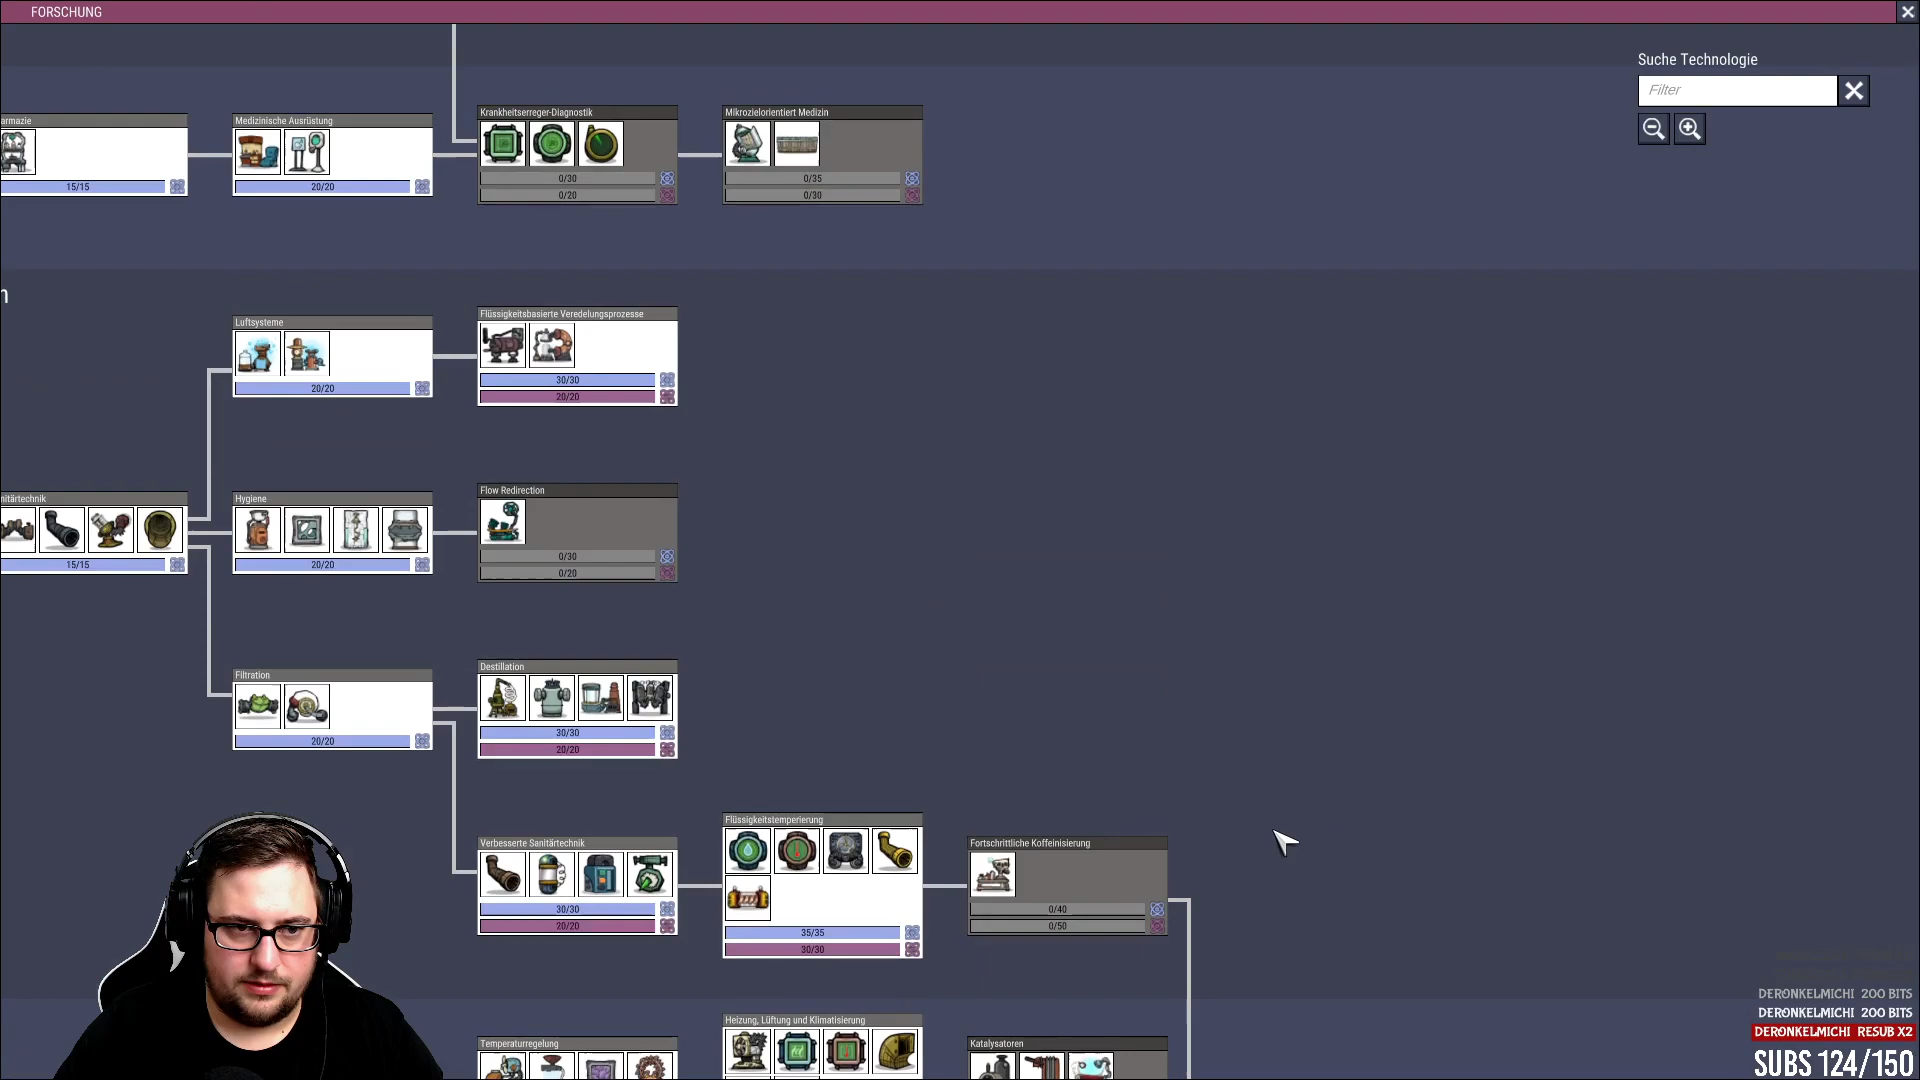 FORSCHUNG
Suche Technologie
Filter
armazie
15/15
Medizinische Ausrüstung
20/20
Krankheitserreger-Diagnostik
0/30
0/20
Mikrozielorientiert Medizin
0/35
0/30
n
Luftsysteme
20/20
Flüssigkeitsbasierte Veredelungsprozesse
30/30
20/20
nitärtechnik
15/15
Hygiene
20/20
Flow Redirection
0/30
0/20
Filtration
20/20
Destillation
30/30
20/20
Verbesserte Sanitärtechnik
30/30
20/20
Flüssigkeitstemperierung
35/35
30/30
Fortschrittliche Koffeinisierung
0/40
0/50
Temperaturregelung
Heizung, Lüftung und Klimatisierung
Katalysatoren
DERONKELMICHI 200 BITS
DERONKELMICHI 200 BITS
DERONKELMICHI RESUB X2
SUBS 124/150